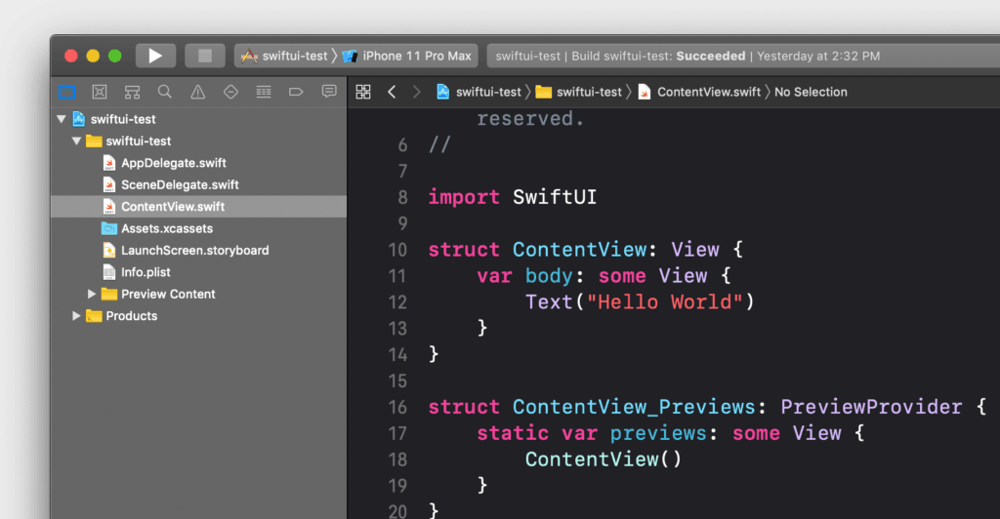 swiftui-test 〉 iPhone 11 Pro Max
swiftui-test | Build swiftui-test: Succeeded | Yesterday at 2:32 PM
swiftui-test 〉 swiftui-test 〉 ContentView.swift 〉 No Selection
swiftui-test
swiftui-test
AppDelegate.swift
SceneDelegate.swift
ContentView.swift
Assets.xcassets
LaunchScreen.storyboard
Info.plist
Preview Content
Products
reserved.
6 //
7
8 import SwiftUI
9
10 struct ContentView: View {
11     var body: some View {
12         Text("Hello World")
13     }
14 }
15
16 struct ContentView_Previews: PreviewProvider {
17     static var previews: some View {
18         ContentView()
19     }
20 }